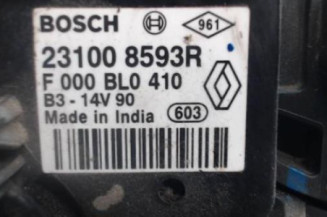 BOSCH 961
23100 8593R
F 000 BL0 410
B3 - 14V 90
Made in India 603